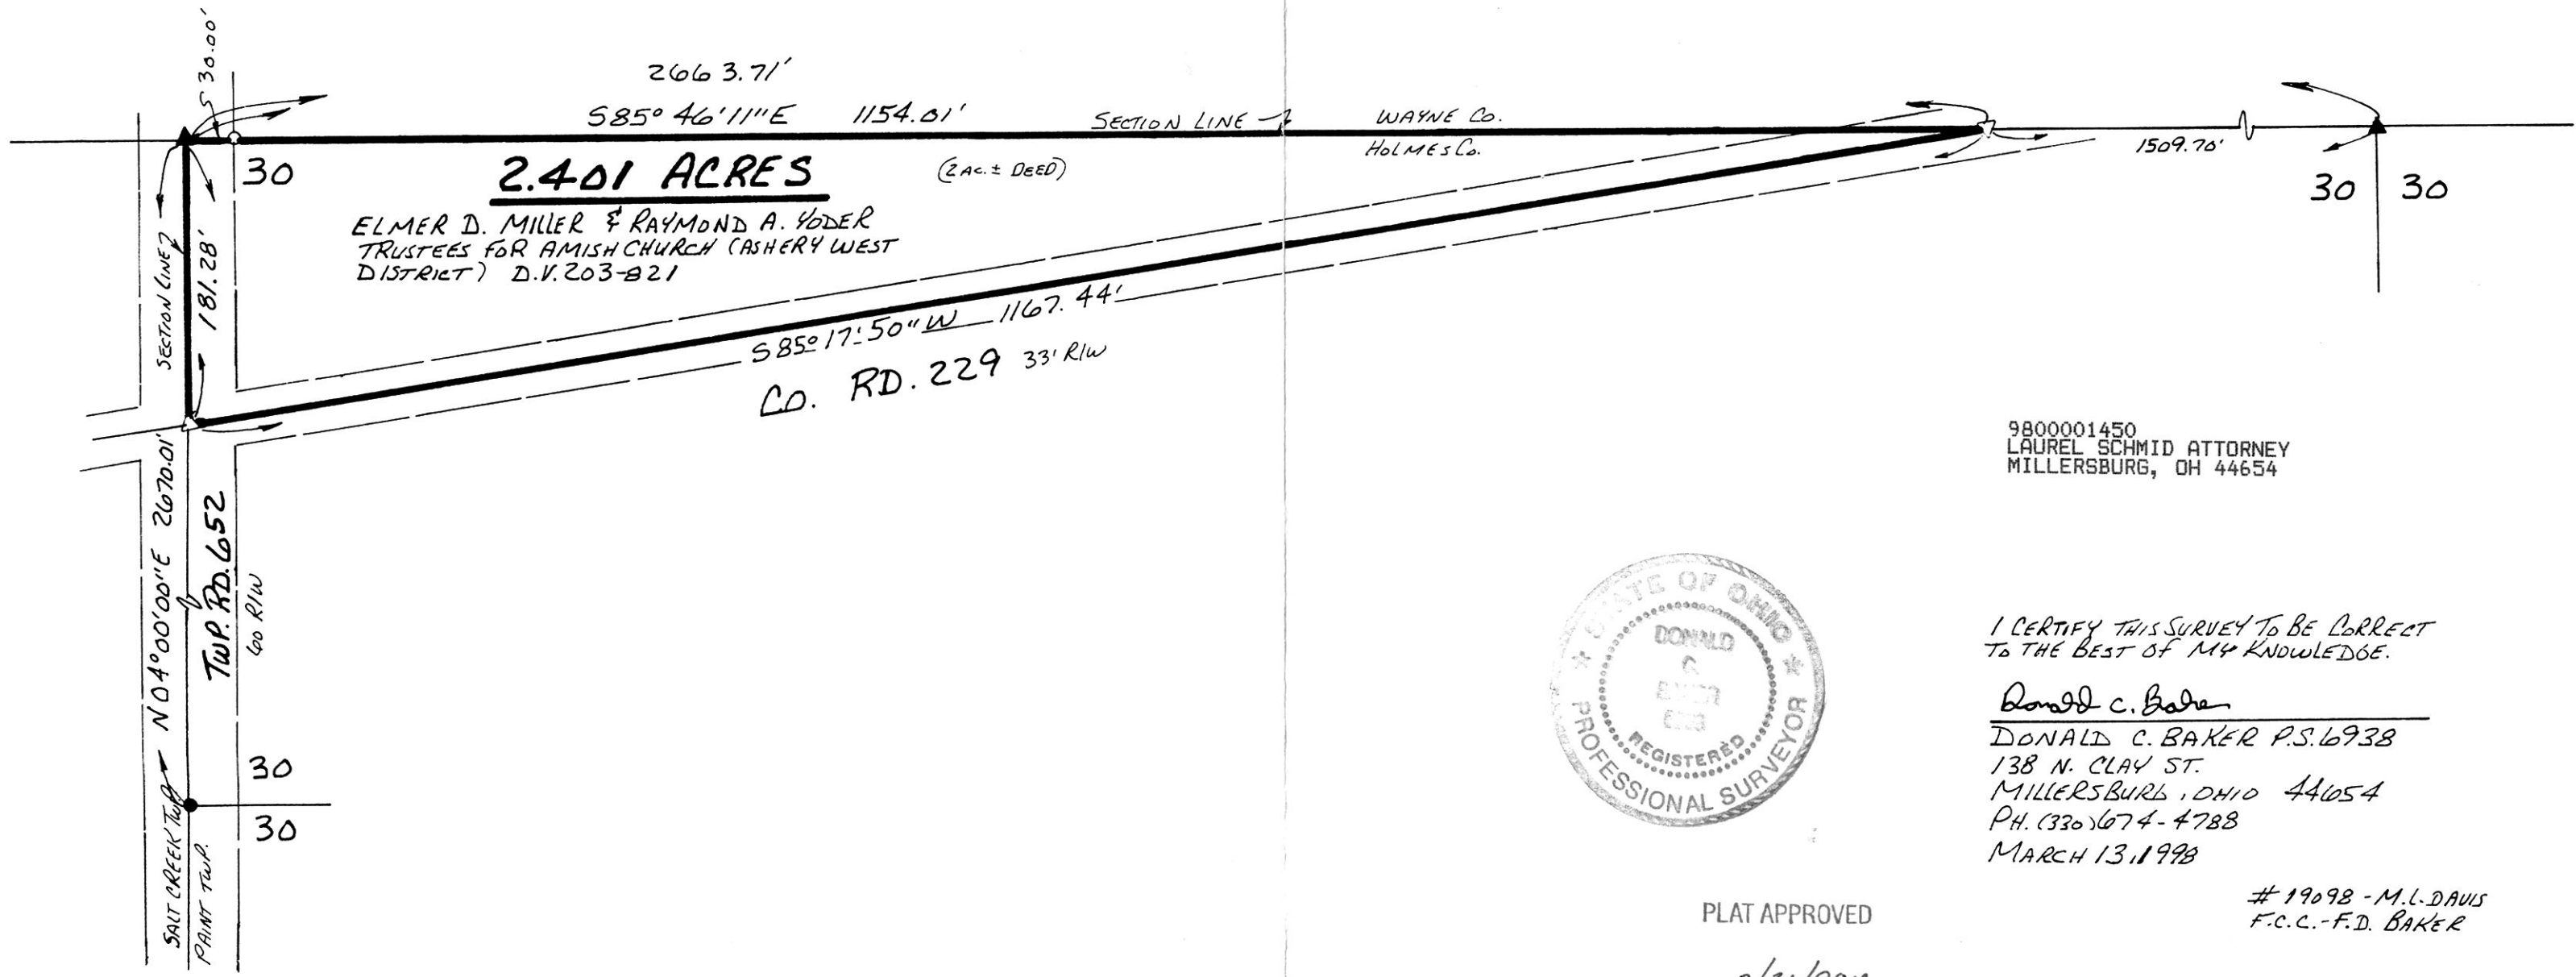 30.00'
2663.71'
S85° 46'11"E 1154.01'
SECTION LINE
WAYNE CO.
HOLMES CO.
1509.70'
30
30 30
2.401 ACRES
(2 AC. ± DEED)
ELMER D. MILLER & RAYMOND A. YODER
TRUSTEES FOR AMISH CHURCH (ASHERY WEST
DISTRICT) D.V. 203-821
SECTION LINE
181.28'
S85° 17' 50" W 1167.44'
CO. RD. 229 33' R/W
N04°00'00"E 2670.01'
TWP. RD. 652
60 R/W
30
30
SALT CREEK TWP.
PAINT TWP.
9800001450
LAUREL SCHMID ATTORNEY
MILLERSBURG, OH 44654
STATE OF OHIO
DONALD
C.
REGISTERED
PROFESSIONAL SURVEYOR
I CERTIFY THIS SURVEY TO BE CORRECT
TO THE BEST OF MY KNOWLEDGE.
Donald C. Baker
DONALD C. BAKER P.S. 6938
138 N. CLAY ST.
MILLERSBURG, OHIO 44654
PH. (330) 674-4788
MARCH 13, 1998
# 19098 - M.L. DAVIS
F.C.C. - F.D. BAKER
PLAT APPROVED